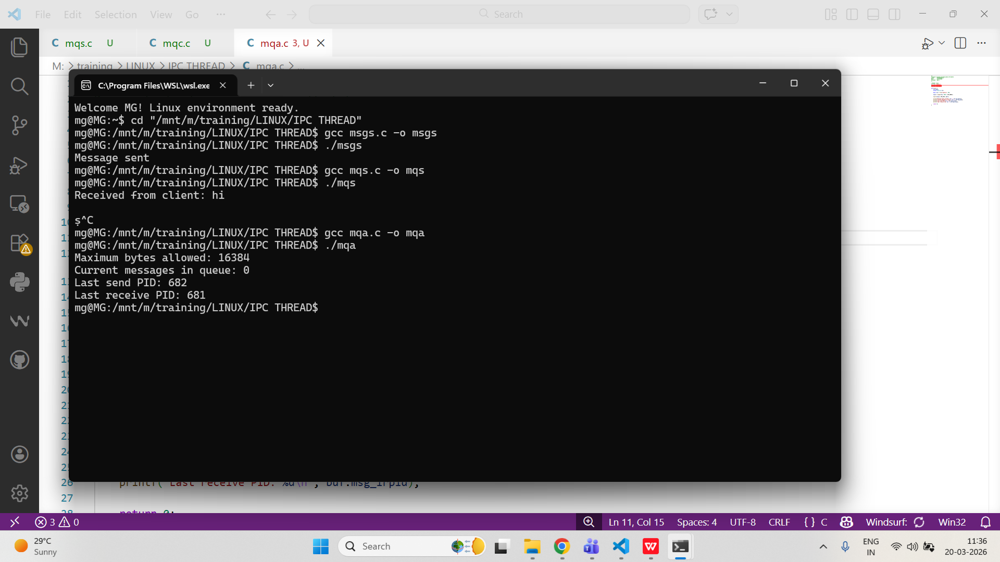 File Edit Selection View Go ... Search
C mqs.c U C mqc.c U C mqa.c 3, U
M: > training > LINUX > IPC THREAD > C mqa.c > ...
C:\Program Files\WSL\wsl.exe
Welcome MG! Linux environment ready.
mg@MG:~$ cd "/mnt/m/training/LINUX/IPC THREAD"
mg@MG:/mnt/m/training/LINUX/IPC THREAD$ gcc msgs.c -o msgs
mg@MG:/mnt/m/training/LINUX/IPC THREAD$ ./msgs
Message sent
mg@MG:/mnt/m/training/LINUX/IPC THREAD$ gcc mqs.c -o mqs
mg@MG:/mnt/m/training/LINUX/IPC THREAD$ ./mqs
Received from client: hi
ṣ^C
mg@MG:/mnt/m/training/LINUX/IPC THREAD$ gcc mqa.c -o mqa
mg@MG:/mnt/m/training/LINUX/IPC THREAD$ ./mqa
Maximum bytes allowed: 16384
Current messages in queue: 0
Last send PID: 682
Last receive PID: 681
mg@MG:/mnt/m/training/LINUX/IPC THREAD$
26 printf("Last receive PID: %d\n", buf.msg_lrpid);
27
28 return 0;
3 0 Ln 11, Col 15 Spaces: 4 UTF-8 CRLF { } C Windsurf: Win32
29°C
Sunny
Search
ENG
IN
11:36
20-03-2026